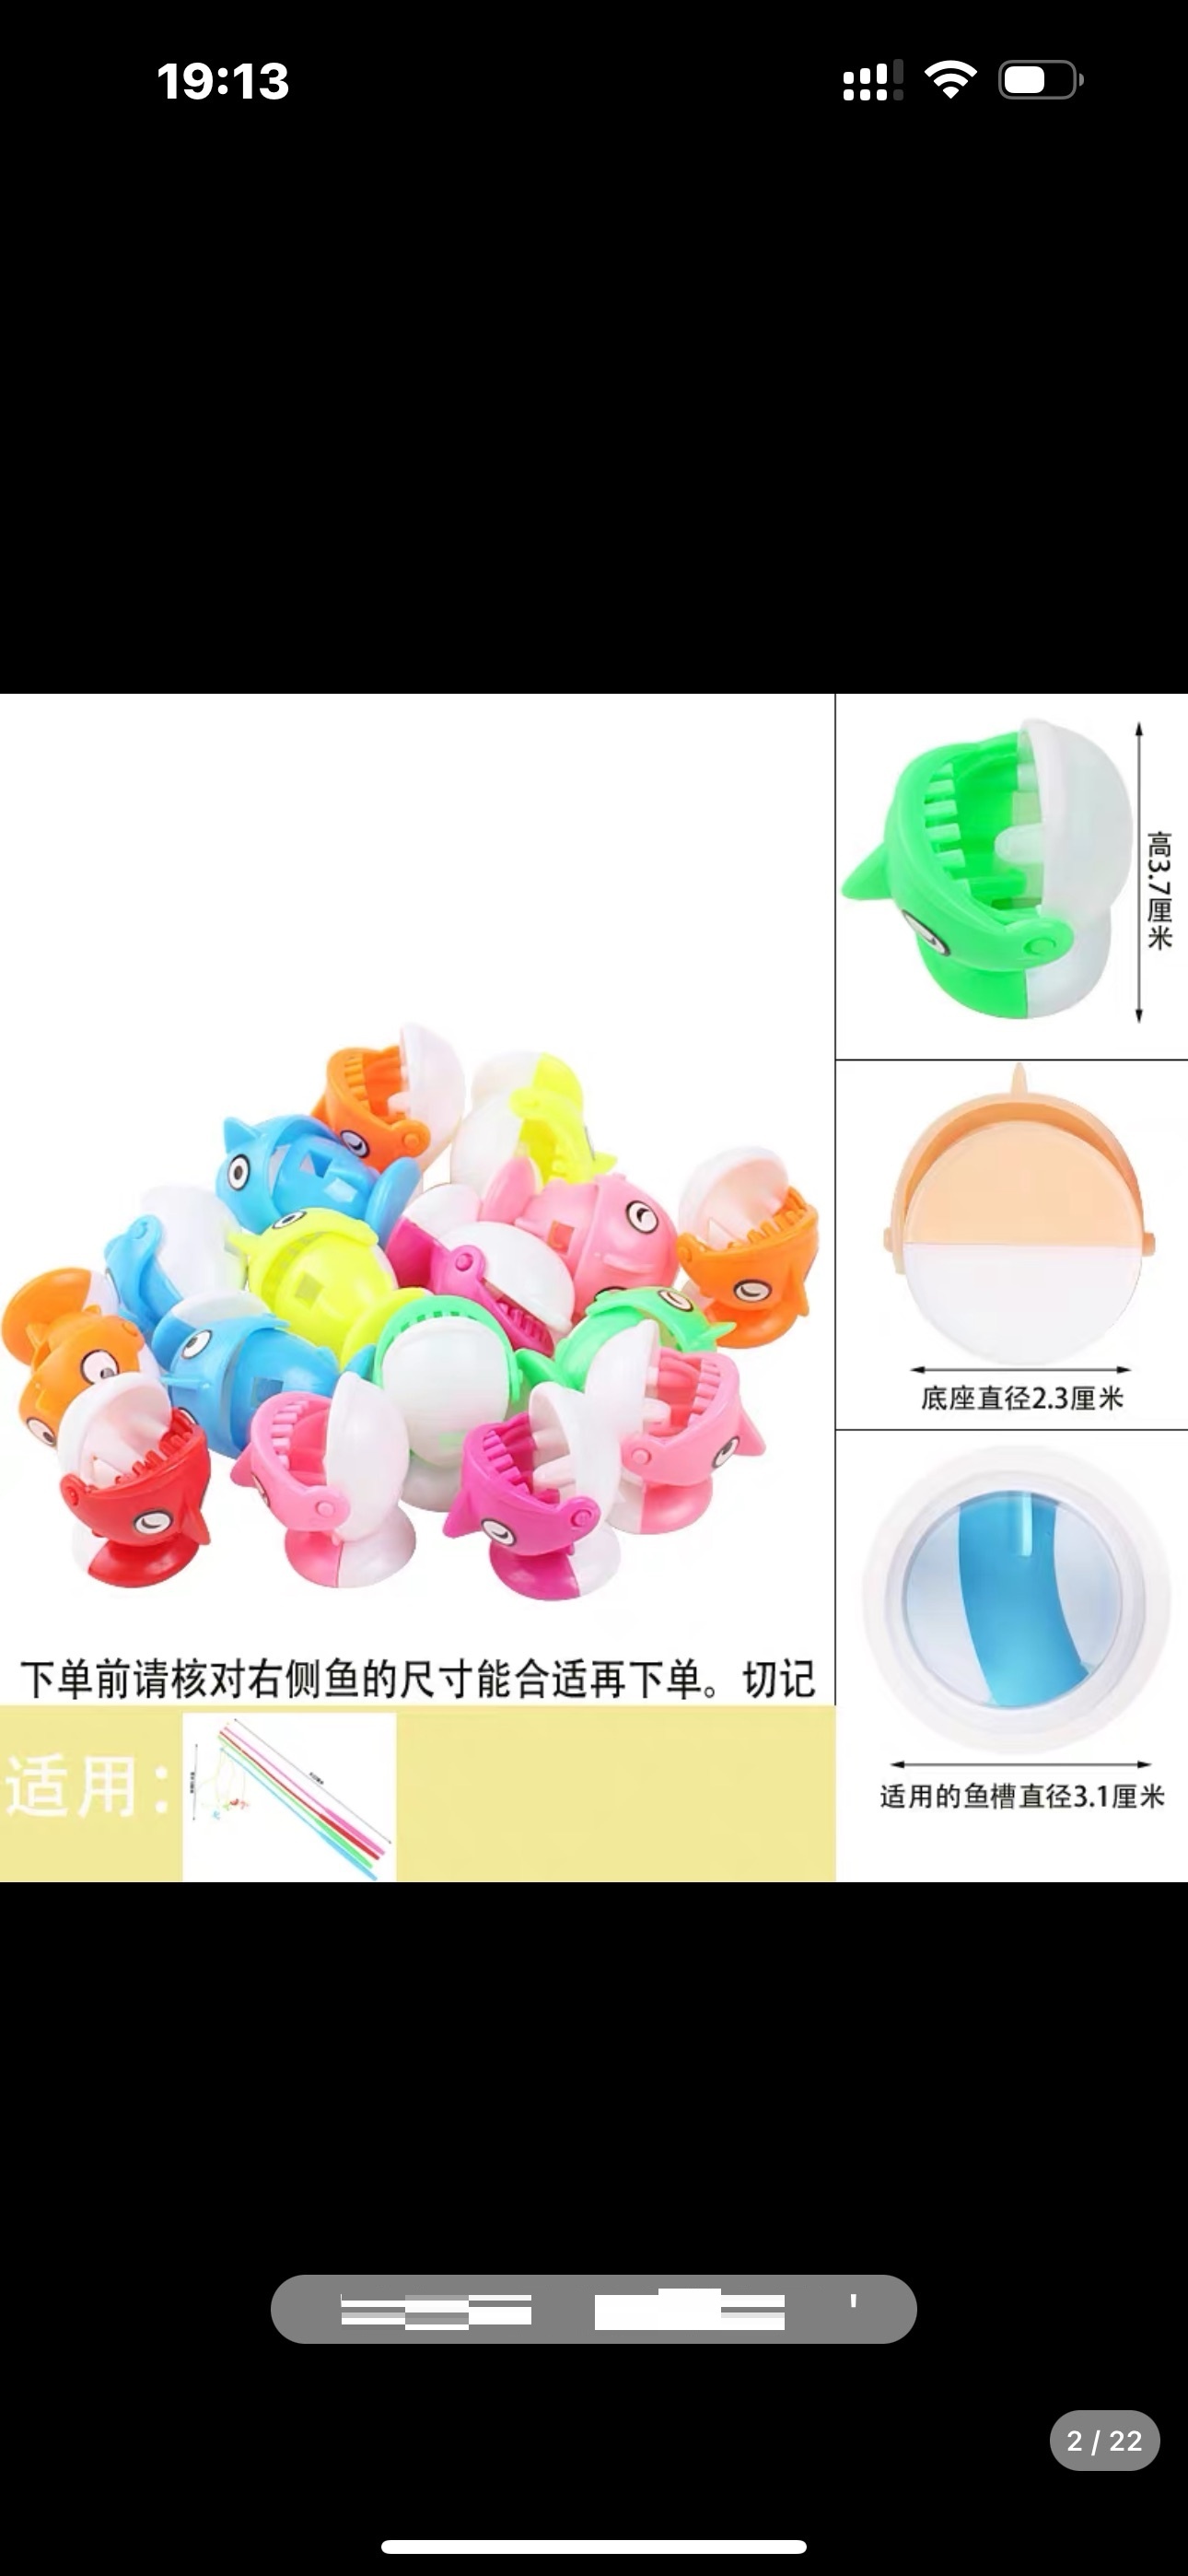 19:13
高3.7厘米
底座直径2.3厘米
下单前请核对右侧鱼的尺寸能合适再下单。切记
适用：
适用的鱼槽直径3.1厘米
2 / 22